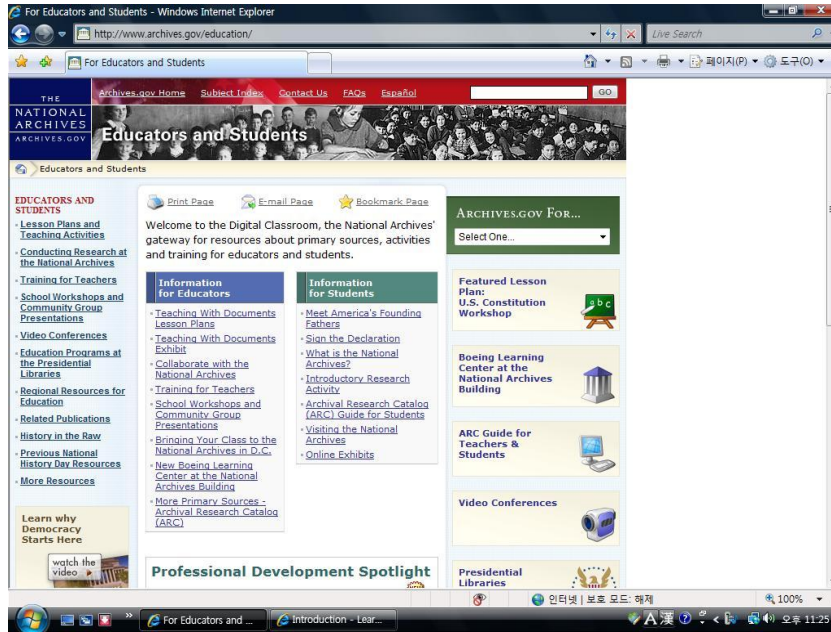 For Educators and Students - Windows Internet Explorer
http://www.archives.gov/education/
Live Search
For Educators and Students
페이지(P)
도구(O)
Archives.gov Home Subject Index Contact Us FAQs Español
GO
THE
NATIONAL
ARCHIVES
ARCHIVES.GOV
Educators and Students
Educators and Students
EDUCATORS AND
STUDENTS
Lesson Plans and
Teaching Activities
Conducting Research at
the National Archives
Training for Teachers
School Workshops and
Community Group
Presentations
Video Conferences
Education Programs at
the Presidential
Libraries
Regional Resources for
Education
Related Publications
History in the Raw
Previous National
History Day Resources
More Resources
Learn why
Democracy
Starts Here
watch the
video
Print Page E-mail Page Bookmark Page
Welcome to the Digital Classroom, the National Archives'
gateway for resources about primary sources, activities
and training for educators and students.
Information
for Educators
Teaching With Documents
Lesson Plans
Teaching With Documents
Exhibit
Collaborate with the
National Archives
Training for Teachers
School Workshops and
Community Group
Presentations
Bringing Your Class to the
National Archives in D.C.
New Boeing Learning
Center at the National
Archives Building
More Primary Sources -
Archival Research Catalog
(ARC)
Information
for Students
Meet America's Founding
Fathers
Sign the Declaration
What is the National
Archives?
Introductory Research
Activity
Archival Research Catalog
(ARC) Guide for Students
Visiting the National
Archives
Online Exhibits
Professional Development Spotlight
ARCHIVES.GOV FOR...
Select One...
Featured Lesson
Plan:
U.S. Constitution
Workshop
a b c
Boeing Learning
Center at the
National Archives
Building
ARC Guide for
Teachers &
Students
Video Conferences
Presidential
Libraries
인터넷 | 보호 모드: 해제
100%
For Educators and ...
Introduction - Lear...
A 漢
오후 11:25